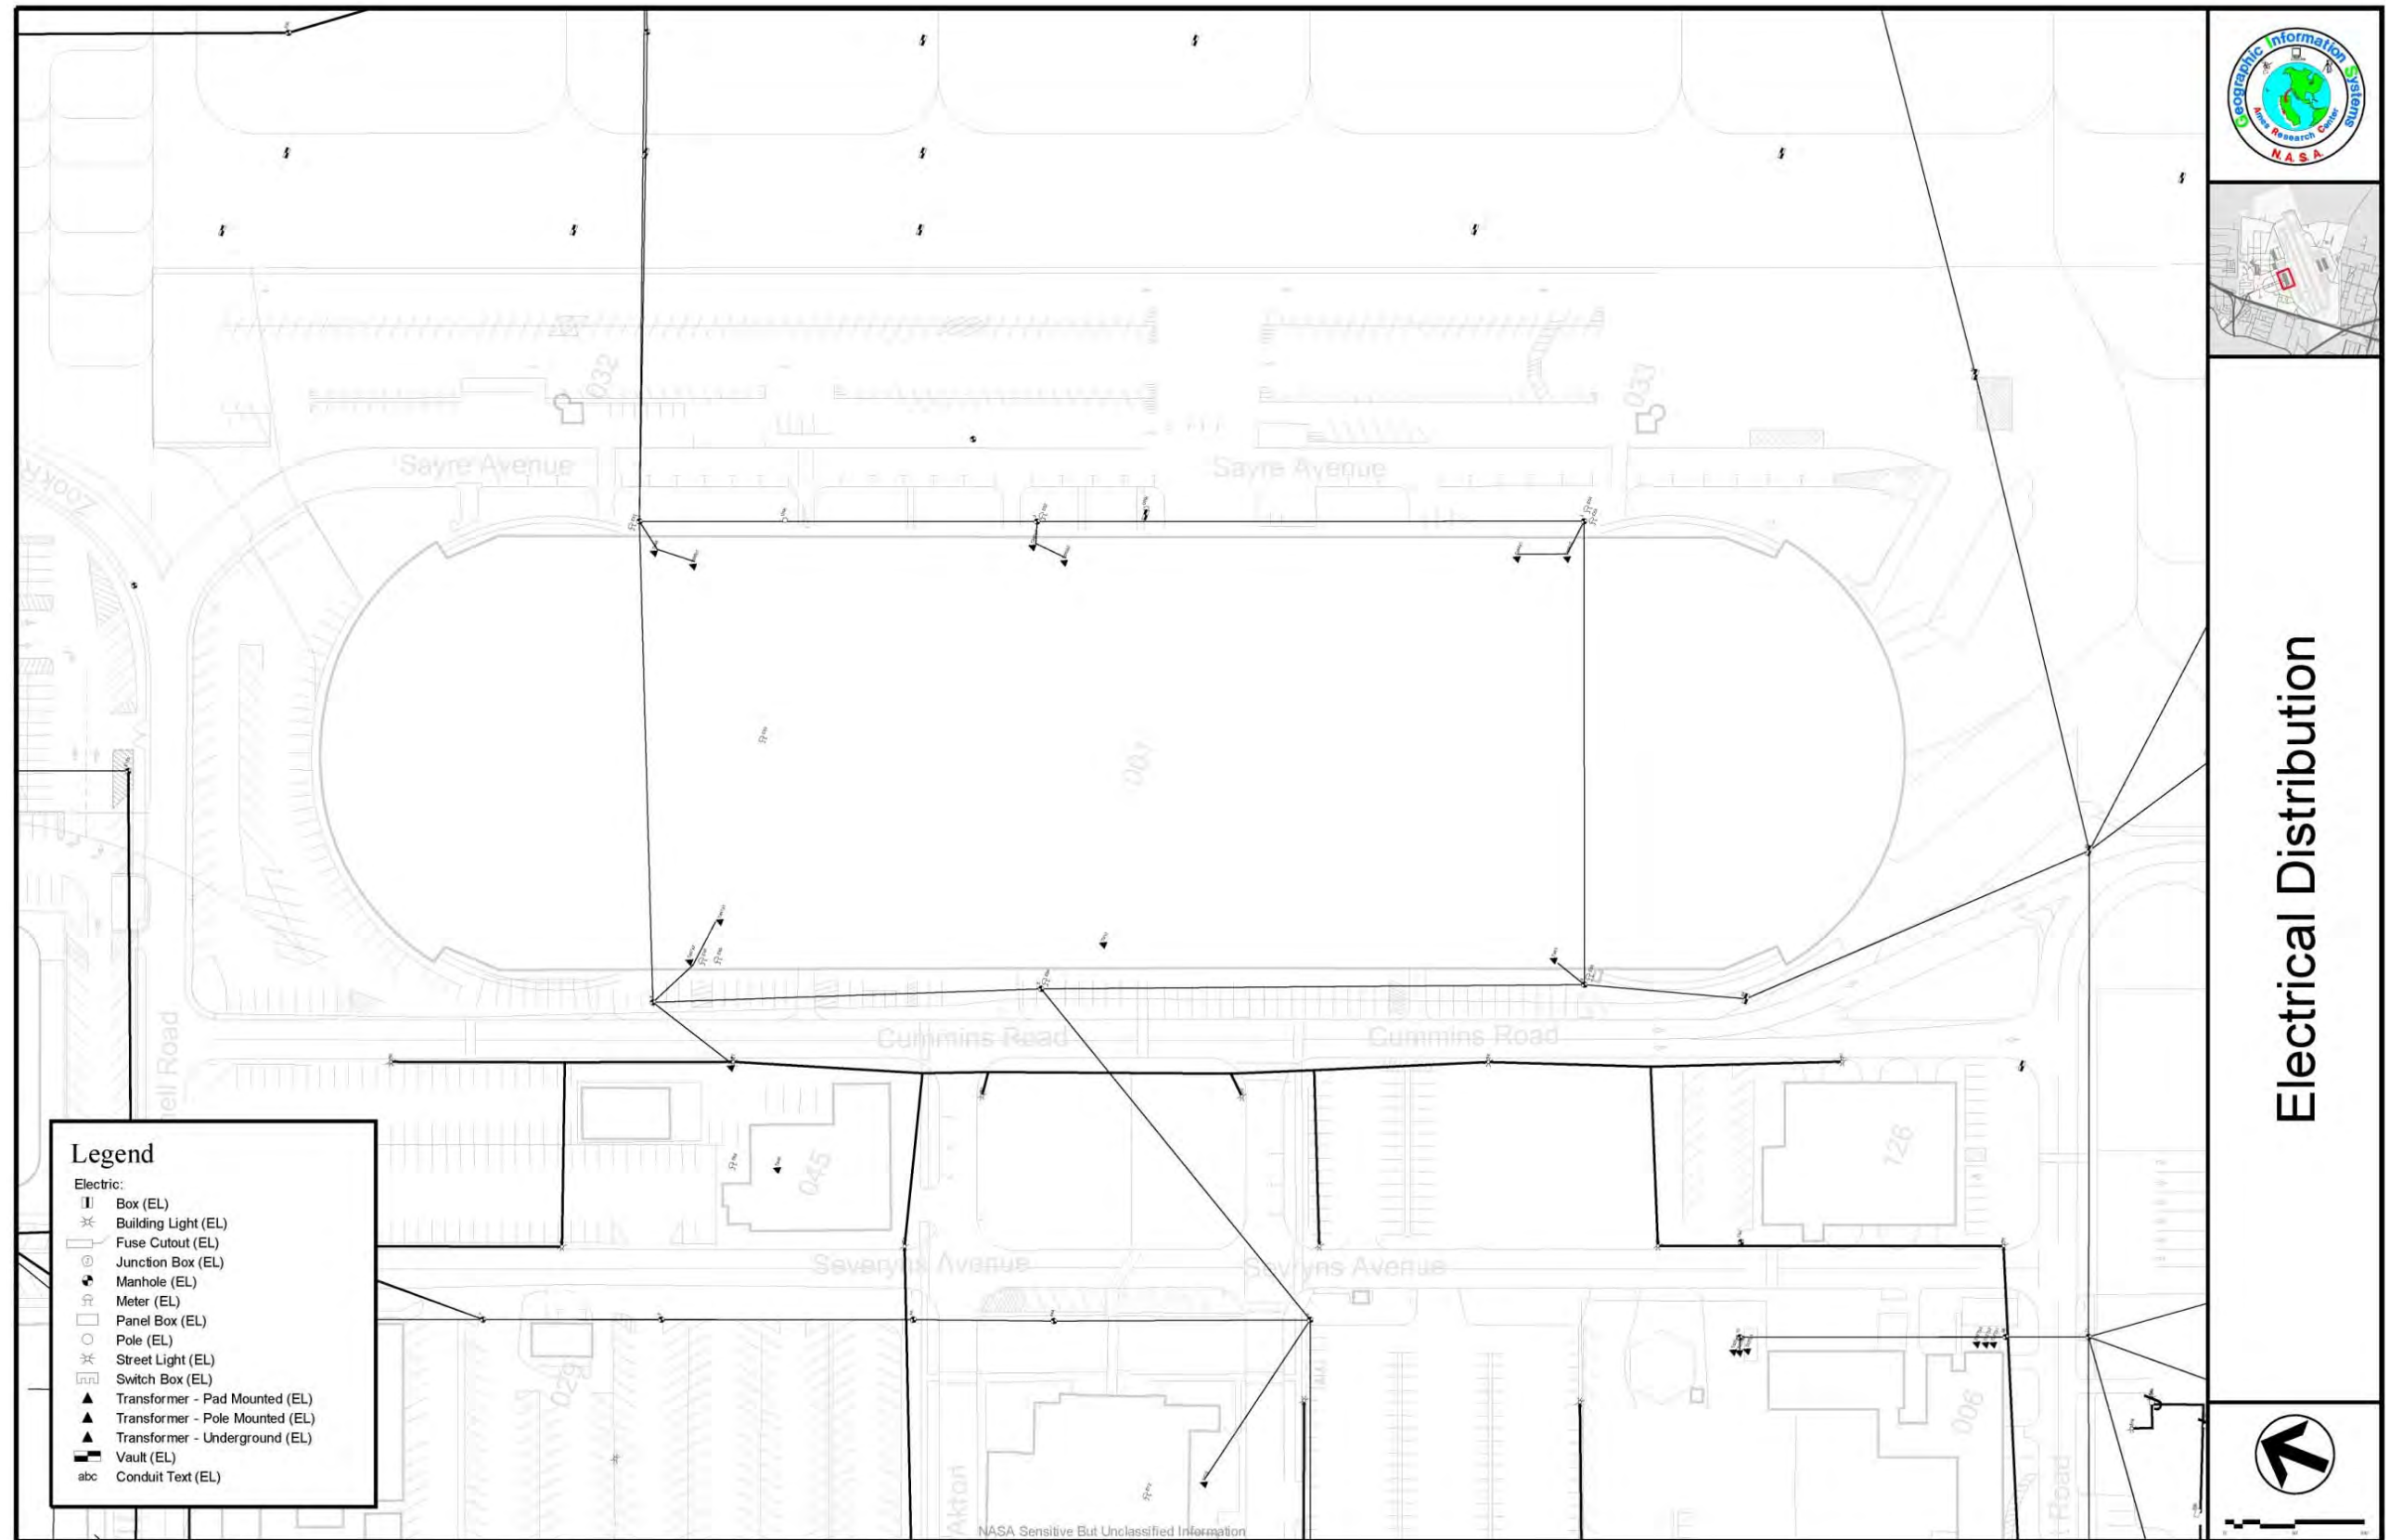 Geographic Information Systems
Ames Research Center
N.A.S.A.
032
033
Sayre Avenue
Sayre Avenue
001
Electrical Distribution
Cummins Road
Cummins Road
nell Road
045
126
Severyns Avenue
Sevryns Avenue
029
006
Akron
Road
Legend
Electric:
Box (EL)
Building Light (EL)
Fuse Cutout (EL)
Junction Box (EL)
Manhole (EL)
Meter (EL)
Panel Box (EL)
Pole (EL)
Street Light (EL)
Switch Box (EL)
Transformer - Pad Mounted (EL)
Transformer - Pole Mounted (EL)
Transformer - Underground (EL)
Vault (EL)
abc Conduit Text (EL)
NASA Sensitive But Unclassified Information